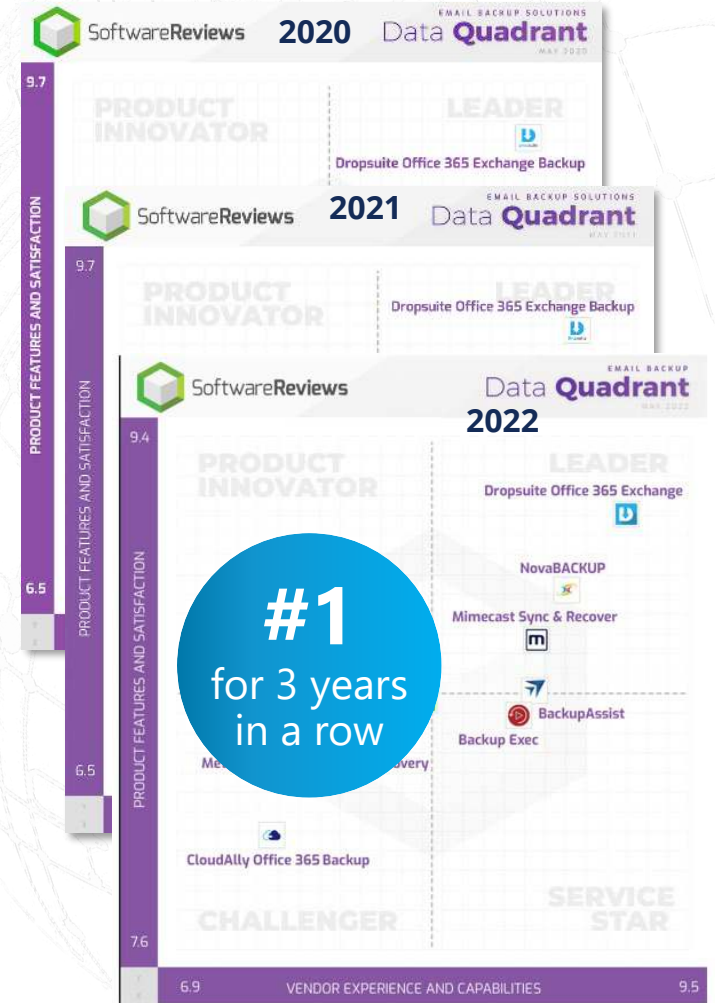 SoftwareReviews
2020
EMAIL BACKUP SOLUTIONS
Data Quadrant
MAY 2020
9.7
PRODUCT
INNOVATOR
LEADER
Dropsuite Office 365 Exchange Backup
PRODUCT FEATURES AND SATISFACTION
6.5
SoftwareReviews
2021
EMAIL BACKUP SOLUTIONS
Data Quadrant
MAY 2021
9.7
PRODUCT
INNOVATOR
LEADER
Dropsuite Office 365 Exchange Backup
PRODUCT FEATURES AND SATISFACTION
6.5
SoftwareReviews
EMAIL BACKUP
Data Quadrant
MAY 2022
2022
9.4
PRODUCT
INNOVATOR
LEADER
Dropsuite Office 365 Exchange
NovaBACKUP
Mimecast Sync & Recover
m
BackupAssist
Backup Exec
#1
for 3 years
in a row
CloudAlly Office 365 Backup
PRODUCT FEATURES AND SATISFACTION
CHALLENGER
SERVICE
STAR
7.6
6.9
VENDOR EXPERIENCE AND CAPABILITIES
9.5